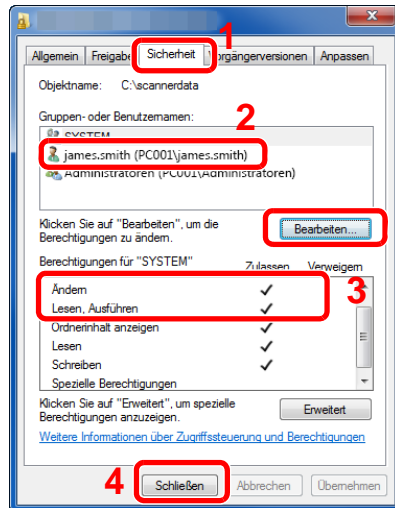 1
Allgemein Freigabe Sicherheit Vorgängerversionen Anpassen
Objektname: C:\scannerdata
Gruppen- oder Benutzernamen:
2
SYSTEM
james.smith (PC001\james.smith)
Administratoren (PC001\Administratoren)
Klicken Sie auf "Bearbeiten", um die
Berechtigungen zu ändern.
Bearbeiten...
Berechtigungen für "SYSTEM" Zulassen Verweigern
3
Ändern
Lesen, Ausführen
Ordnerinhalt anzeigen
Lesen
Schreiben
Spezielle Berechtigungen
Klicken Sie auf "Erweitert", um spezielle
Berechtigungen anzuzeigen.
Erweitert
Weitere Informationen über Zugriffssteuerung und Berechtigungen
4
Schließen Abbrechen Übernehmen